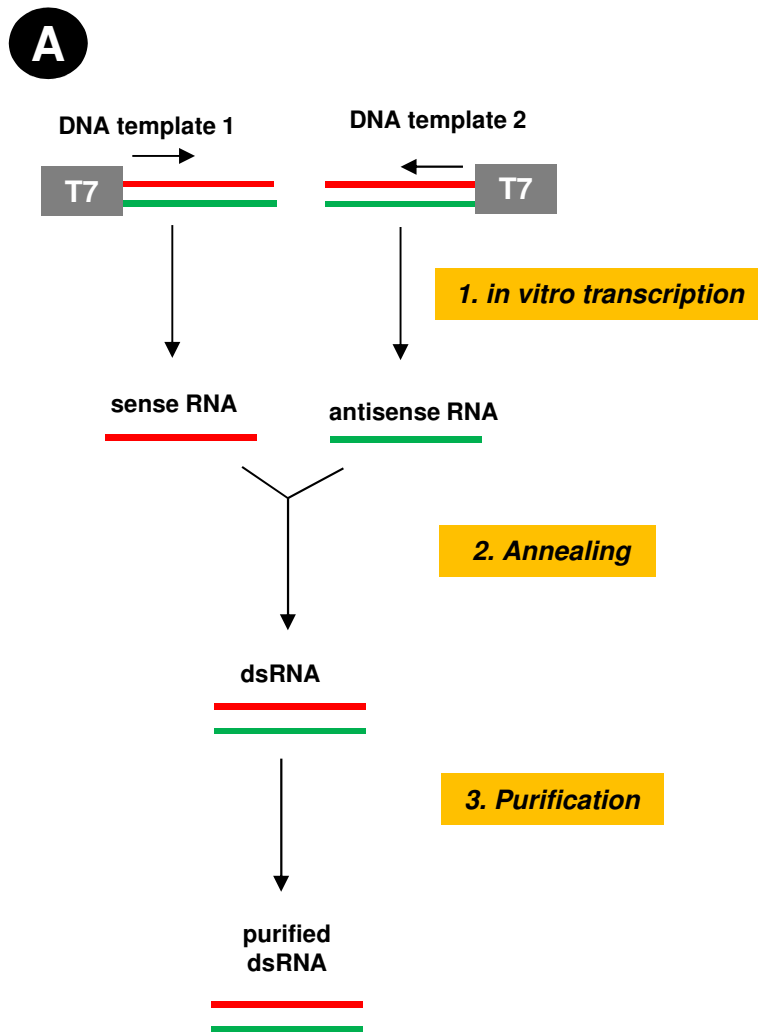 A
DNA template 1
DNA template 2
T7
T7
1. in vitro transcription
sense RNA
antisense RNA
2. Annealing
dsRNA
3. Purification
purified
dsRNA